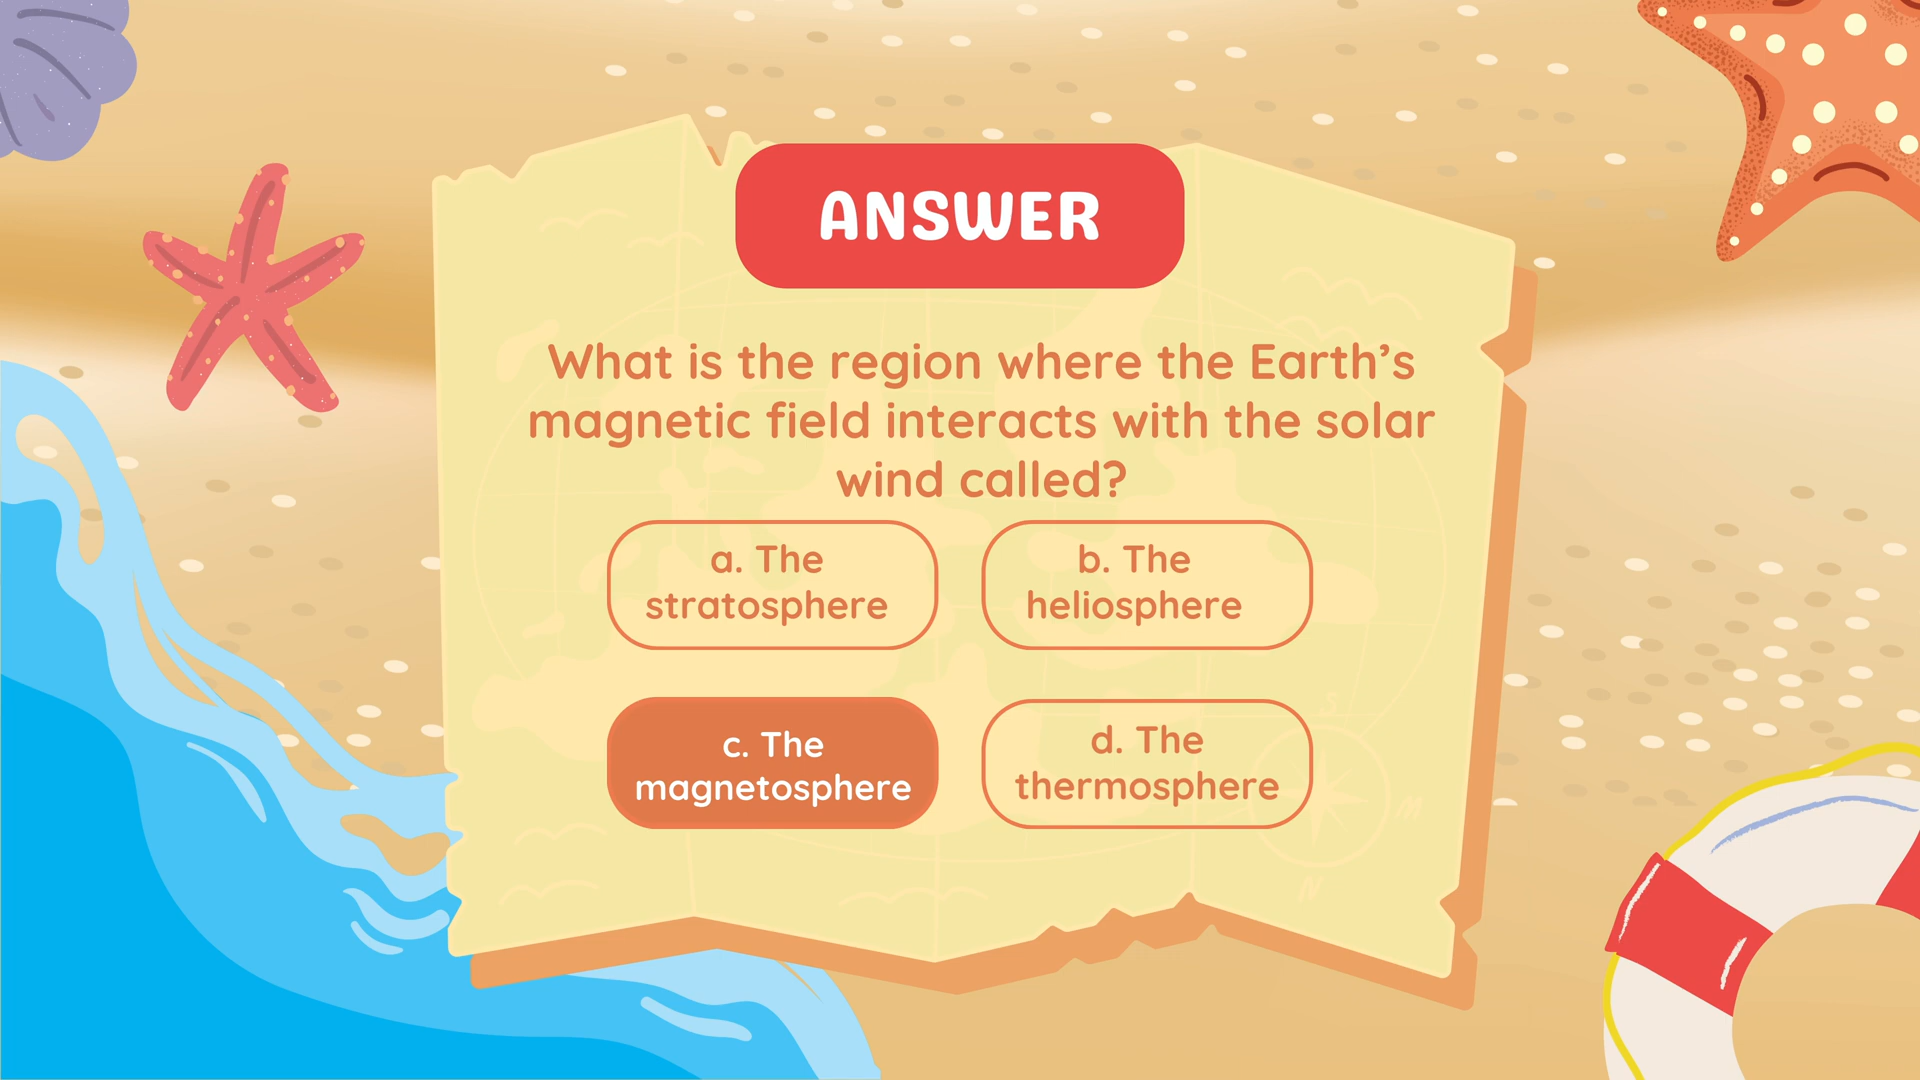 ANSWER
What is the region where the Earth’s
magnetic field interacts with the solar
wind called?
a. The
stratosphere
b. The
heliosphere
c. The
magnetosphere
d. The
thermosphere
S
M
N